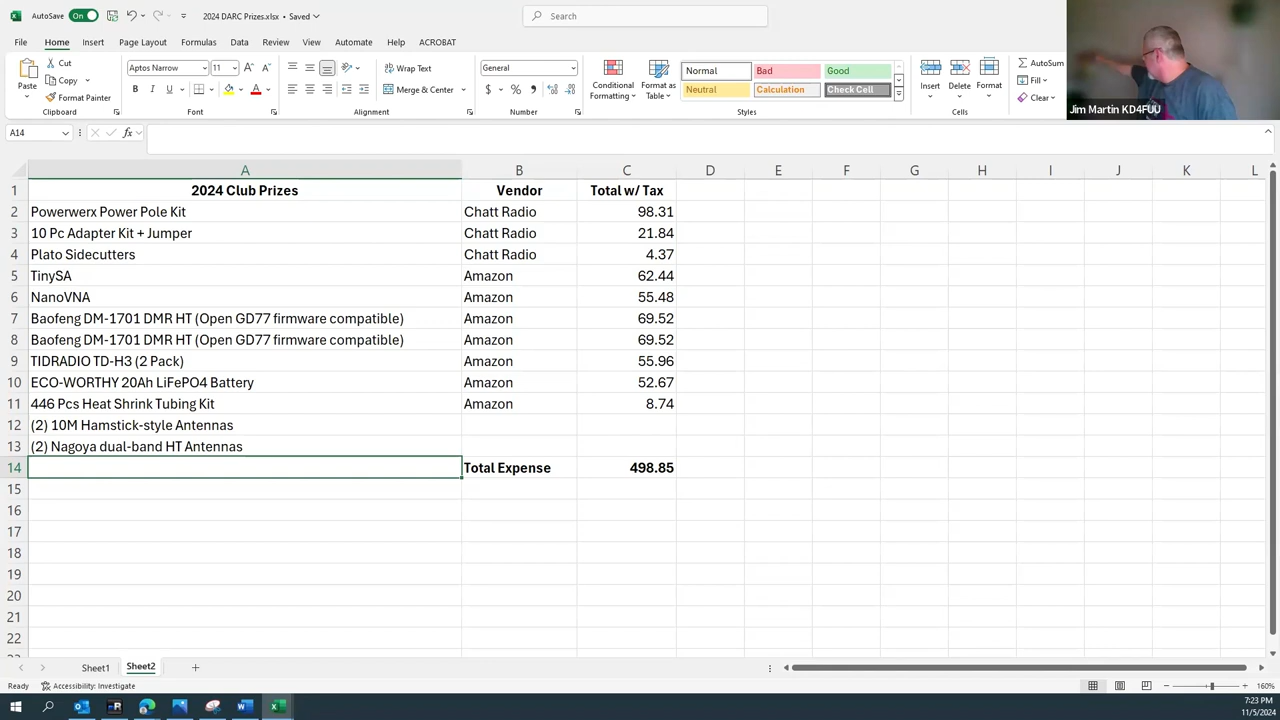 AutoSave On 2024 DARC Prizes.xlsx • Saved Search
File Home Insert Page Layout Formulas Data Review View Automate Help ACROBAT
Paste Cut Copy Format Painter Clipboard
Aptos Narrow 11 B I U A Font
Wrap Text Merge & Center Alignment
General $ % Number
Conditional Formatting Format as Table Normal Bad Good Neutral Calculation Check Cell Styles
Insert Delete Format Cells
AutoSum Fill Clear
Jim Martin KD4FUU
A14 fx
A B C D E F G H I J K L
1 2024 Club Prizes Vendor Total w/ Tax
2 Powerwerx Power Pole Kit Chatt Radio 98.31
3 10 Pc Adapter Kit + Jumper Chatt Radio 21.84
4 Plato Sidecutters Chatt Radio 4.37
5 TinySA Amazon 62.44
6 NanoVNA Amazon 55.48
7 Baofeng DM-1701 DMR HT (Open GD77 firmware compatible) Amazon 69.52
8 Baofeng DM-1701 DMR HT (Open GD77 firmware compatible) Amazon 69.52
9 TIDRADIO TD-H3 (2 Pack) Amazon 55.96
10 ECO-WORTHY 20Ah LiFePO4 Battery Amazon 52.67
11 446 Pcs Heat Shrink Tubing Kit Amazon 8.74
12 (2) 10M Hamstick-style Antennas
13 (2) Nagoya dual-band HT Antennas
14 Total Expense 498.85
15
16
17
18
19
20
21
22
Sheet1 Sheet2
Ready Accessibility: Investigate 160%
7:23 PM
11/5/2024